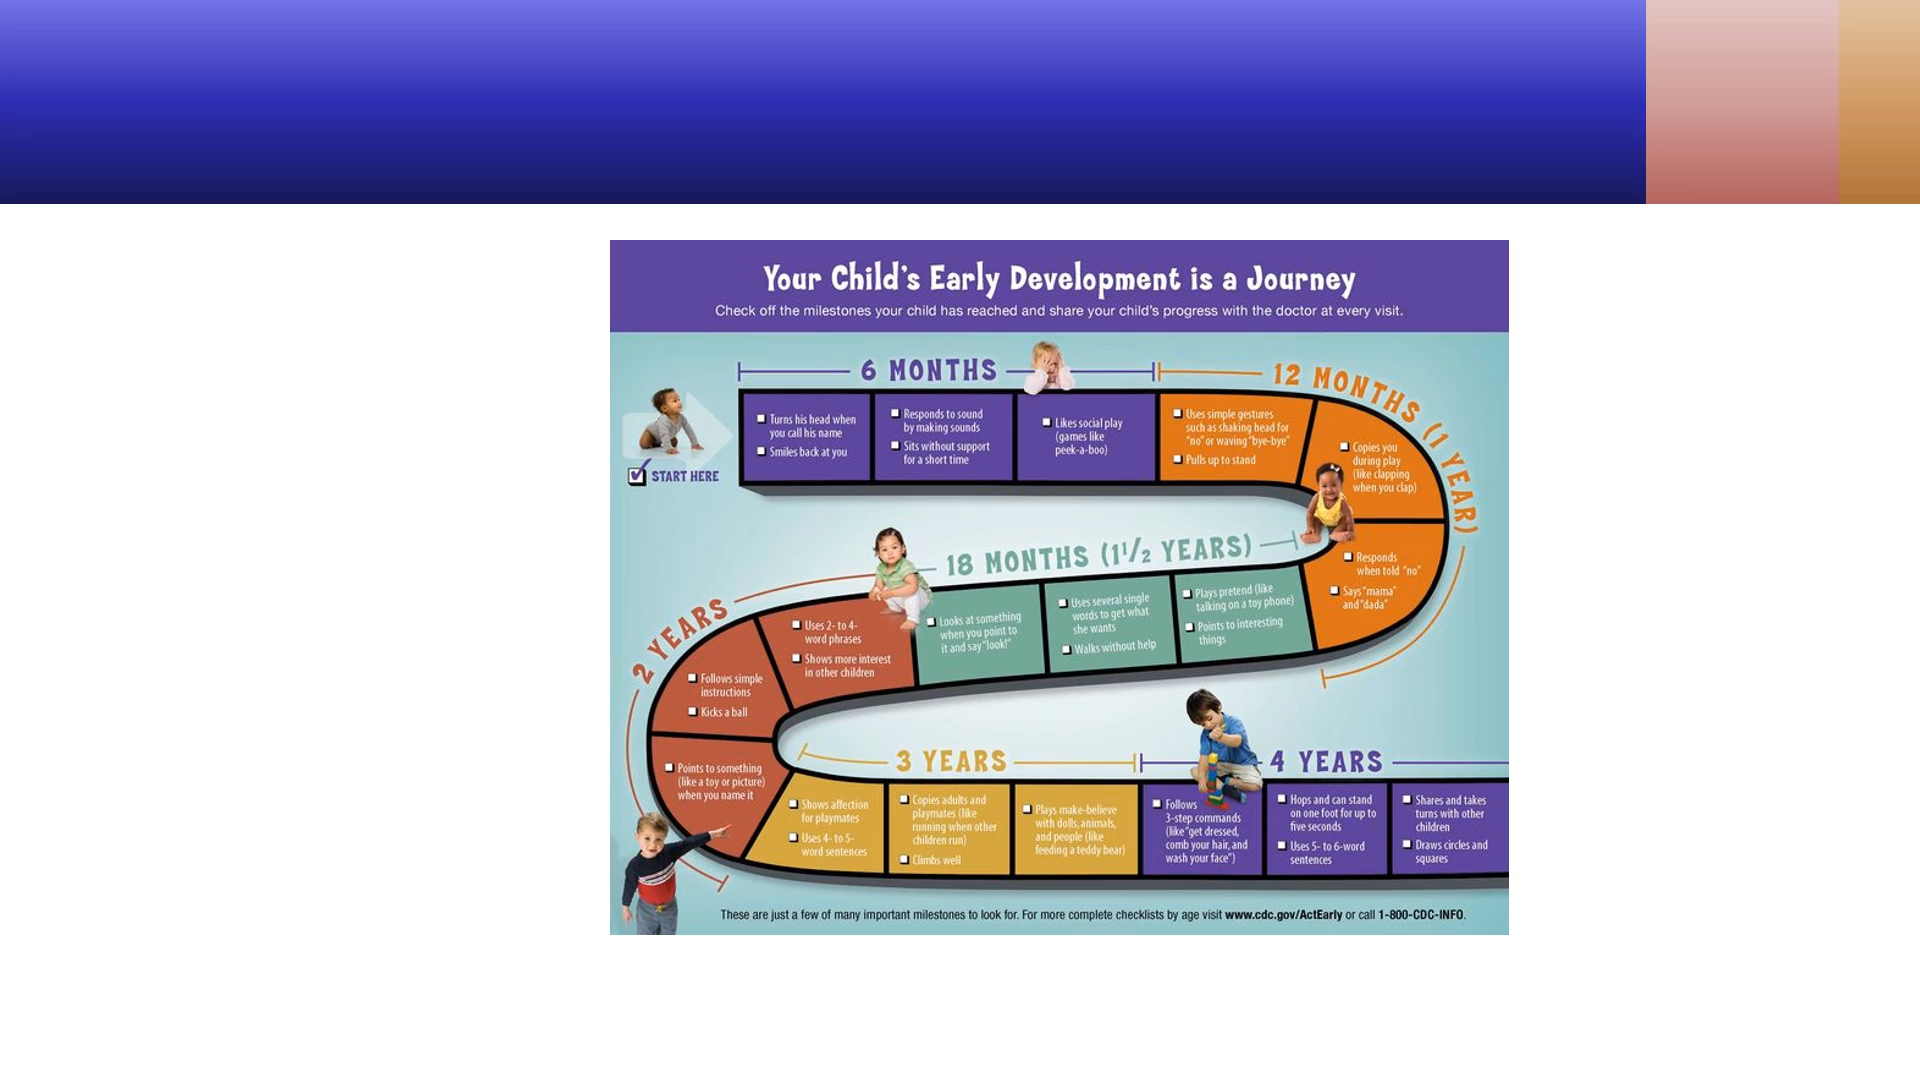 Your Child's Early Development is a Journey
Check off the milestones your child has reached and share your child's progress with the doctor at every visit.
6 MONTHS
12 MONTHS (1 YEAR)
START HERE
Turns his head when
you call his name
Smiles back at you
Responds to sound
by making sounds
Sits without support
for a short time
Likes social play
(games like
peek-a-boo)
Uses simple gestures
such as shaking head for
"no" or waving "bye-bye"
Pulls up to stand
Copies you
during play
(like clapping
when you clap)
Responds
when told "no"
Says "mama"
and "dada"
18 MONTHS (1 1/2 YEARS)
Plays pretend (like
talking on a toy phone)
Points to interesting
things
Uses several single
words to get what
she wants
Walks without help
Looks at something
when you point to
it and say "look!"
2 YEARS
Uses 2- to 4-
word phrases
Shows more interest
in other children
Follows simple
instructions
Kicks a ball
Points to something
(like a toy or picture)
when you name it
3 YEARS
Shows affection
for playmates
Uses 4- to 5-
word sentences
Copies adults and
playmates (like
running when other
children run)
Climbs well
Plays make-believe
with dolls, animals,
and people (like
feeding a teddy bear)
4 YEARS
Follows
3-step commands
(like "get dressed,
comb your hair, and
wash your face")
Hops and can stand
on one foot for up to
five seconds
Uses 5- to 6-word
sentences
Shares and takes
turns with other
children
Draws circles and
squares
These are just a few of many important milestones to look for. For more complete checklists by age visit www.cdc.gov/ActEarly or call 1-800-CDC-INFO.